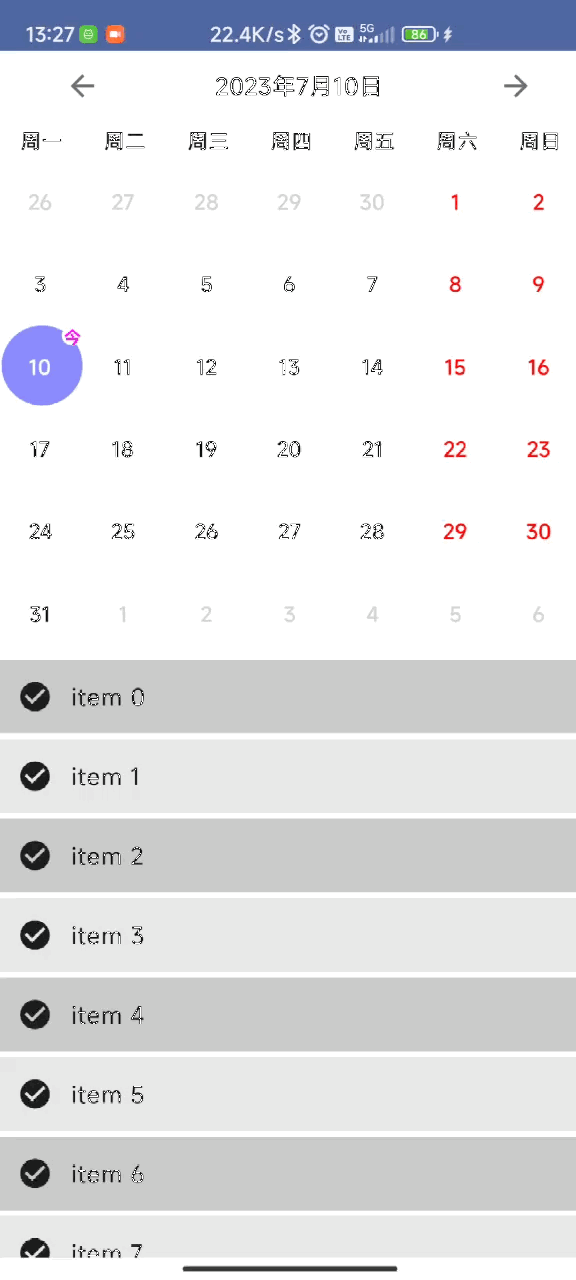 13:27 22.4K/s Vo LTE 5G 86
2023年7月10日
周一 周二 周三 周四 周五 周六 周日
26 27 28 29 30 1 2
3 4 5 6 7 8 9
今
10 11 12 13 14 15 16
17 18 19 20 21 22 23
24 25 26 27 28 29 30
31 1 2 3 4 5 6
item 0
item 1
item 2
item 3
item 4
item 5
item 6
item 7